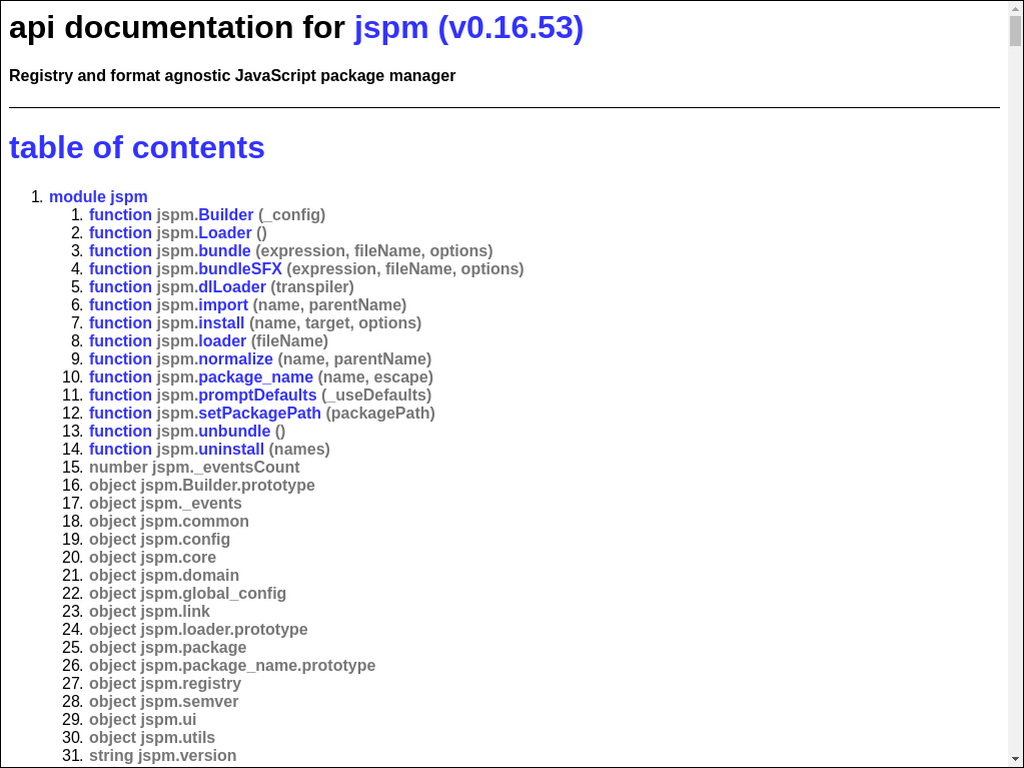 api documentation for jspm (v0.16.53)
Registry and format agnostic JavaScript package manager
table of contents
1. module jspm
1. function jspm.Builder (_config)
2. function jspm.Loader ()
3. function jspm.bundle (expression, fileName, options)
4. function jspm.bundleSFX (expression, fileName, options)
5. function jspm.dlLoader (transpiler)
6. function jspm.import (name, parentName)
7. function jspm.install (name, target, options)
8. function jspm.loader (fileName)
9. function jspm.normalize (name, parentName)
10. function jspm.package_name (name, escape)
11. function jspm.promptDefaults (_useDefaults)
12. function jspm.setPackagePath (packagePath)
13. function jspm.unbundle ()
14. function jspm.uninstall (names)
15. number jspm._eventsCount
16. object jspm.Builder.prototype
17. object jspm._events
18. object jspm.common
19. object jspm.config
20. object jspm.core
21. object jspm.domain
22. object jspm.global_config
23. object jspm.link
24. object jspm.loader.prototype
25. object jspm.package
26. object jspm.package_name.prototype
27. object jspm.registry
28. object jspm.semver
29. object jspm.ui
30. object jspm.utils
31. string jspm.version